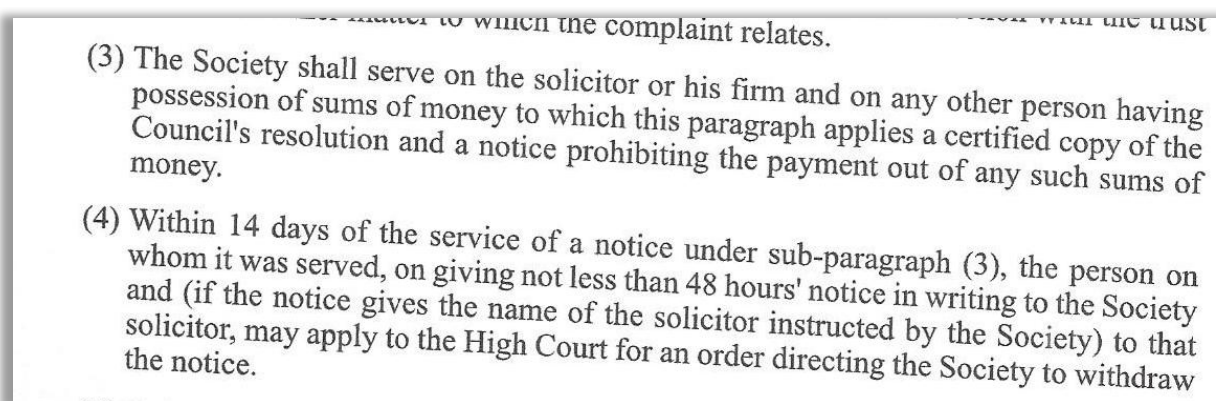 to which the complaint relates. with the trust
(3) The Society shall serve on the solicitor or his firm and on any other person having
possession of sums of money to which this paragraph applies a certified copy of the
Council's resolution and a notice prohibiting the payment out of any such sums of
money.
(4) Within 14 days of the service of a notice under sub-paragraph (3), the person on
whom it was served, on giving not less than 48 hours' notice in writing to the Society
and (if the notice gives the name of the solicitor instructed by the Society) to that
solicitor, may apply to the High Court for an order directing the Society to withdraw
the notice.